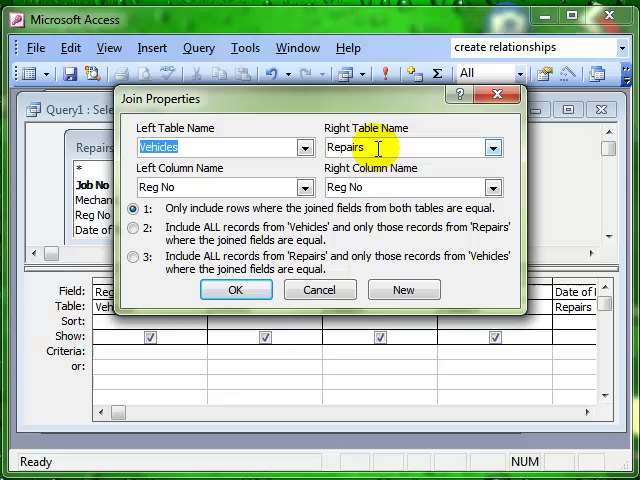 Microsoft Access
File Edit View Insert Query Tools Window Help create relationships
Σ All
Query1 : Sele
Join Properties
?
Left Table Name Right Table Name
Vehicles Repairs
Left Column Name Right Column Name
Reg No Reg No
1: Only include rows where the joined fields from both tables are equal.
2: Include ALL records from 'Vehicles' and only those records from 'Repairs'
where the joined fields are equal.
3: Include ALL records from 'Repairs' and only those records from 'Vehicles'
where the joined fields are equal.
OK Cancel New
Repairs
*
Job No
Mechan
Reg No
Date
Field: Reg Date of
Table: Veh Repairs
Sort:
Show:
Criteria:
or:
Ready NUM